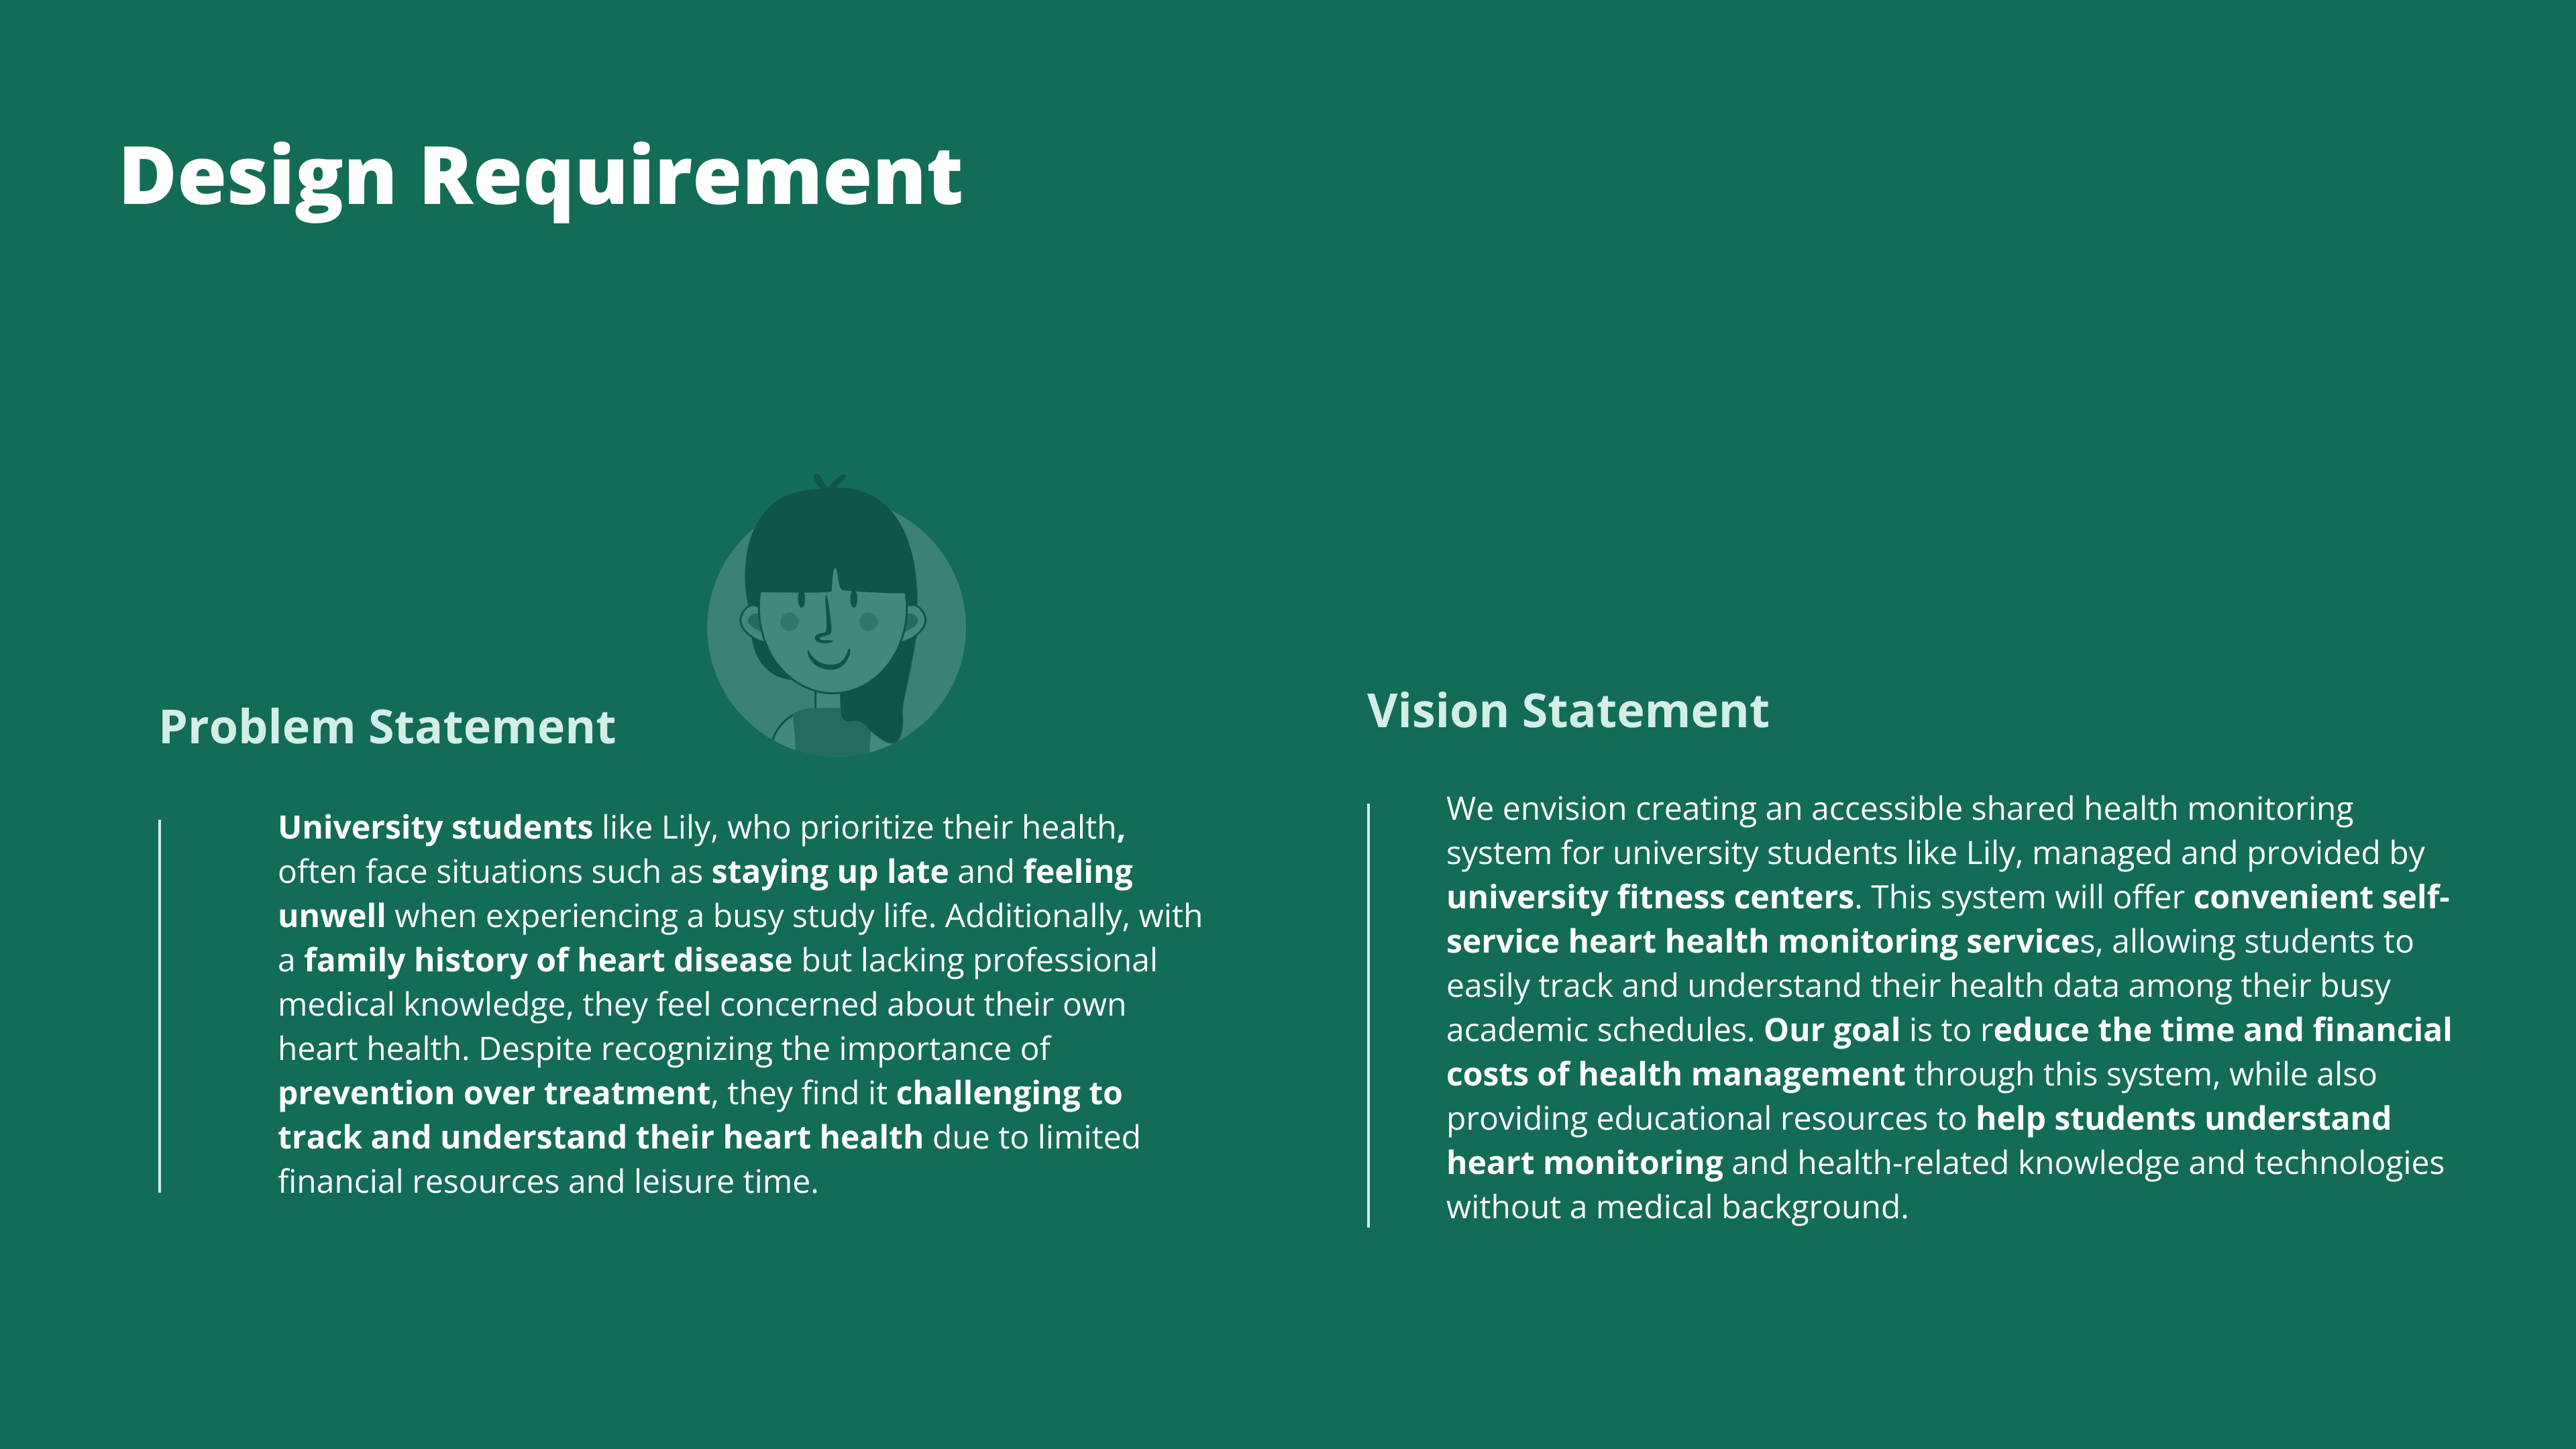 Design Requirement
Problem Statement
University students like Lily, who prioritize their health,
often face situations such as staying up late and feeling
unwell when experiencing a busy study life. Additionally, with
a family history of heart disease but lacking professional
medical knowledge, they feel concerned about their own
heart health. Despite recognizing the importance of
prevention over treatment, they find it challenging to
track and understand their heart health due to limited
financial resources and leisure time.
Vision Statement
We envision creating an accessible shared health monitoring
system for university students like Lily, managed and provided by
university fitness centers. This system will offer convenient self-
service heart health monitoring services, allowing students to
easily track and understand their health data among their busy
academic schedules. Our goal is to reduce the time and financial
costs of health management through this system, while also
providing educational resources to help students understand
heart monitoring and health-related knowledge and technologies
without a medical background.